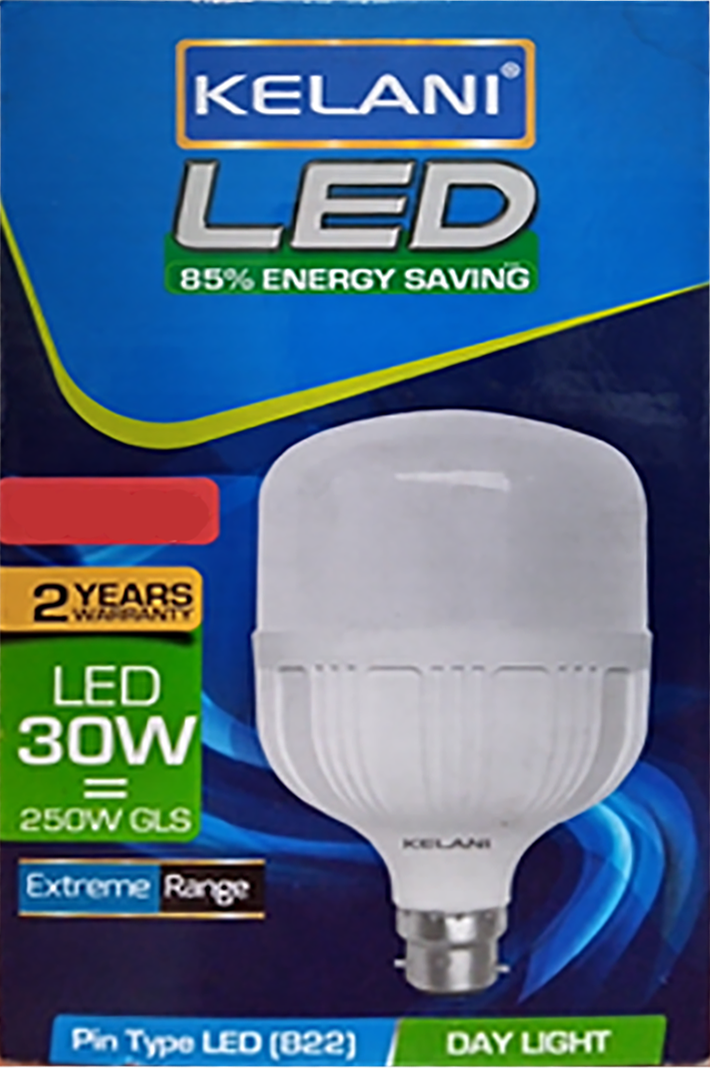 KELANI®
LED
85% ENERGY SAVING
2 YEARS
WARRANTY
LED
30W
=
250W GLS
KELANI
Extreme Range
Pin Type LED (B22)
DAY LIGHT